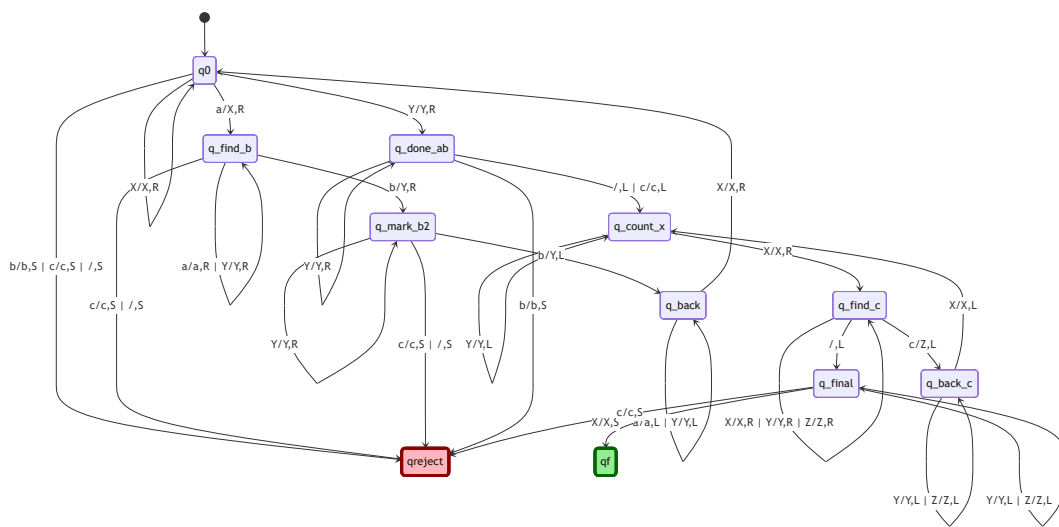 q0
a/X,R
Y/Y,R
q_find_b
q_done_ab
X/X,R
b/Y,R
/,L | c/c,L
X/X,R
q_mark_b2
q_count_x
b/Y,L
X/X,R
b/b,S | c/c,S | /,S
a/a,R | Y/Y,R
Y/Y,R
c/c,S | /,S
b/b,S
q_back
q_find_c
X/X,L
Y/Y,R
c/c,S | /,S
Y/Y,L
/,L
c/Z,L
q_final
q_back_c
c/c,S
X/X,S
a/a,L | Y/Y,L
X/X,R | Y/Y,R | Z/Z,R
qreject
qf
Y/Y,L | Z/Z,L
Y/Y,L | Z/Z,L